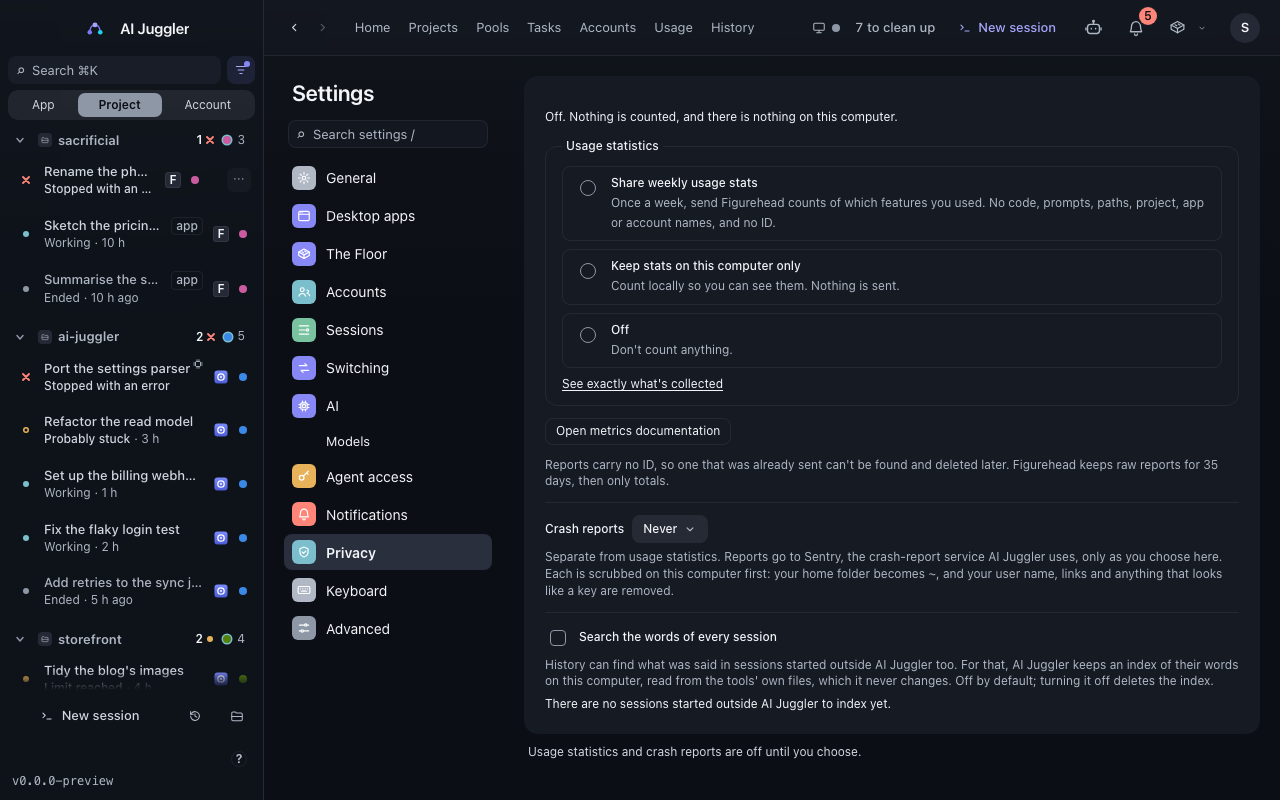 AI Juggler
Search ⌘K
App
Project
Account
sacrificial
1
3
Rename the ph...
Stopped with an ...
F
Sketch the pricin...
app
Working · 10 h
F
Summarise the s...
app
Ended · 10 h ago
F
ai-juggler
2
5
Port the settings parser
Stopped with an error
Refactor the read model
Probably stuck · 3 h
Set up the billing webh...
Working · 1 h
Fix the flaky login test
Working · 2 h
Add retries to the sync j...
Ended · 5 h ago
storefront
2
4
Tidy the blog's images
Limit reached · 4 h
New session
?
v0.0.0-preview
Home
Projects
Pools
Tasks
Accounts
Usage
History
7 to clean up
New session
5
S
Settings
Search settings /
General
Desktop apps
The Floor
Accounts
Sessions
Switching
AI
Models
Agent access
Notifications
Privacy
Keyboard
Advanced
Off. Nothing is counted, and there is nothing on this computer.
Usage statistics
Share weekly usage stats
Once a week, send Figurehead counts of which features you used. No code, prompts, paths, project, app
or account names, and no ID.
Keep stats on this computer only
Count locally so you can see them. Nothing is sent.
Off
Don't count anything.
See exactly what's collected
Open metrics documentation
Reports carry no ID, so one that was already sent can't be found and deleted later. Figurehead keeps raw reports for 35
days, then only totals.
Crash reports
Never
Separate from usage statistics. Reports go to Sentry, the crash-report service AI Juggler uses, only as you choose here.
Each is scrubbed on this computer first: your home folder becomes ~, and your user name, links and anything that looks
like a key are removed.
Search the words of every session
History can find what was said in sessions started outside AI Juggler too. For that, AI Juggler keeps an index of their words
on this computer, read from the tools' own files, which it never changes. Off by default; turning it off deletes the index.
There are no sessions started outside AI Juggler to index yet.
Usage statistics and crash reports are off until you choose.